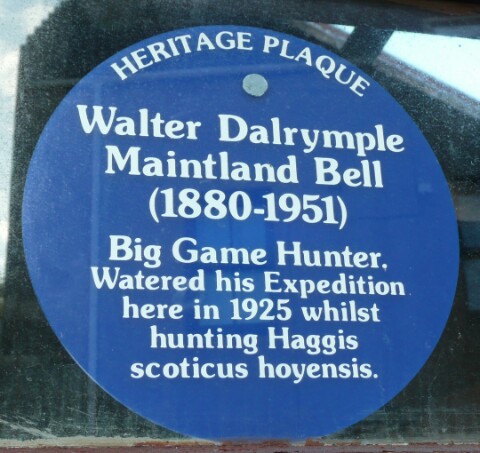 HERITAGE PLAQUE
Walter Dalrymple
Maintland Bell
(1880-1951)
Big Game Hunter.
Watered his Expedition
here in 1925 whilst
hunting Haggis
scoticus hoyensis.